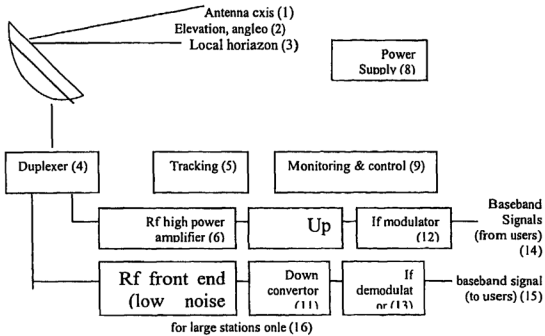 Antenna cxis (1)
Elevation, angleo (2)
Local horiazon (3)
Power
Supply (8)
Duplexer (4)
Tracking (5)
Monitoring & control (9)
Rf high power
amplifier (6)
Up
If modulator
(12)
Baseband
Signals
(from users)
(14)
Rf front end
(low noise
Down
convertor
(11)
If
demodulat
or (13)
baseband signal
(to users) (15)
for large stations onle (16)